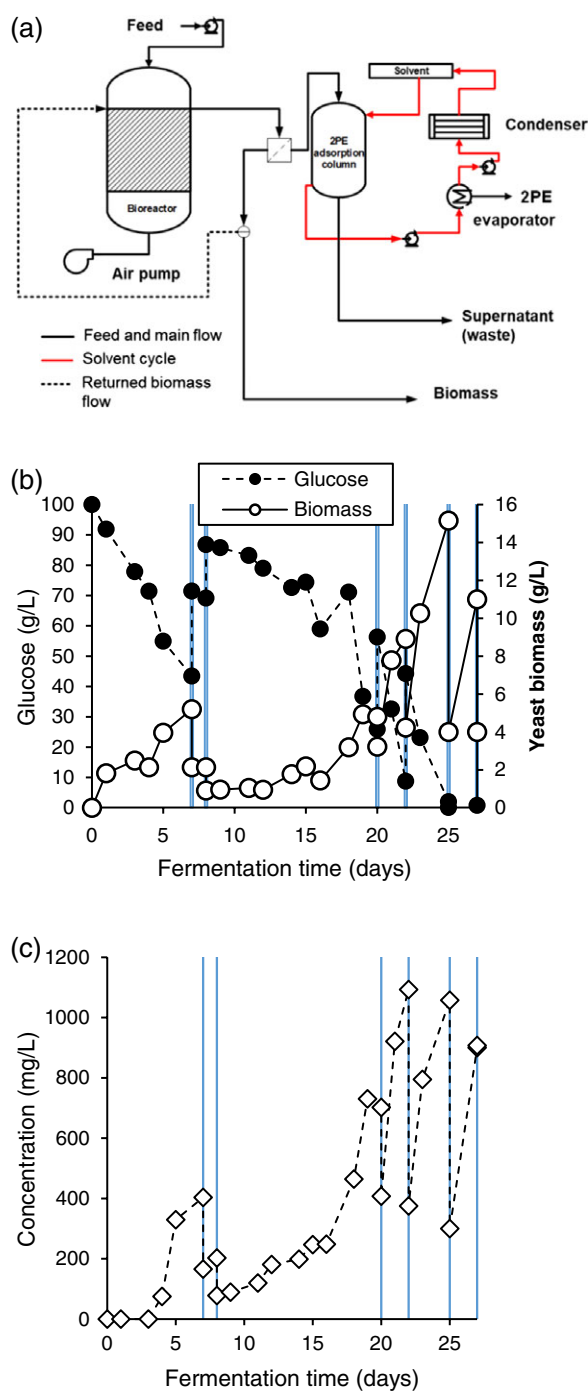 (a)
Feed
Solvent
Condenser
2PE
adsorption
column
2PE
evaporator
Bioreactor
Air pump
Supernatant
(waste)
Feed and main flow
Solvent cycle
Returned biomass
flow
Biomass
(b)
Glucose
Biomass
Glucose (g/L)
100
90
80
70
60
50
40
30
20
10
0
Yeast biomass (g/L)
16
14
12
10
8
6
4
2
0
0 5 10 15 20 25
Fermentation time (days)
(c)
Concentration (mg/L)
1200
1000
800
600
400
200
0
0 5 10 15 20 25
Fermentation time (days)